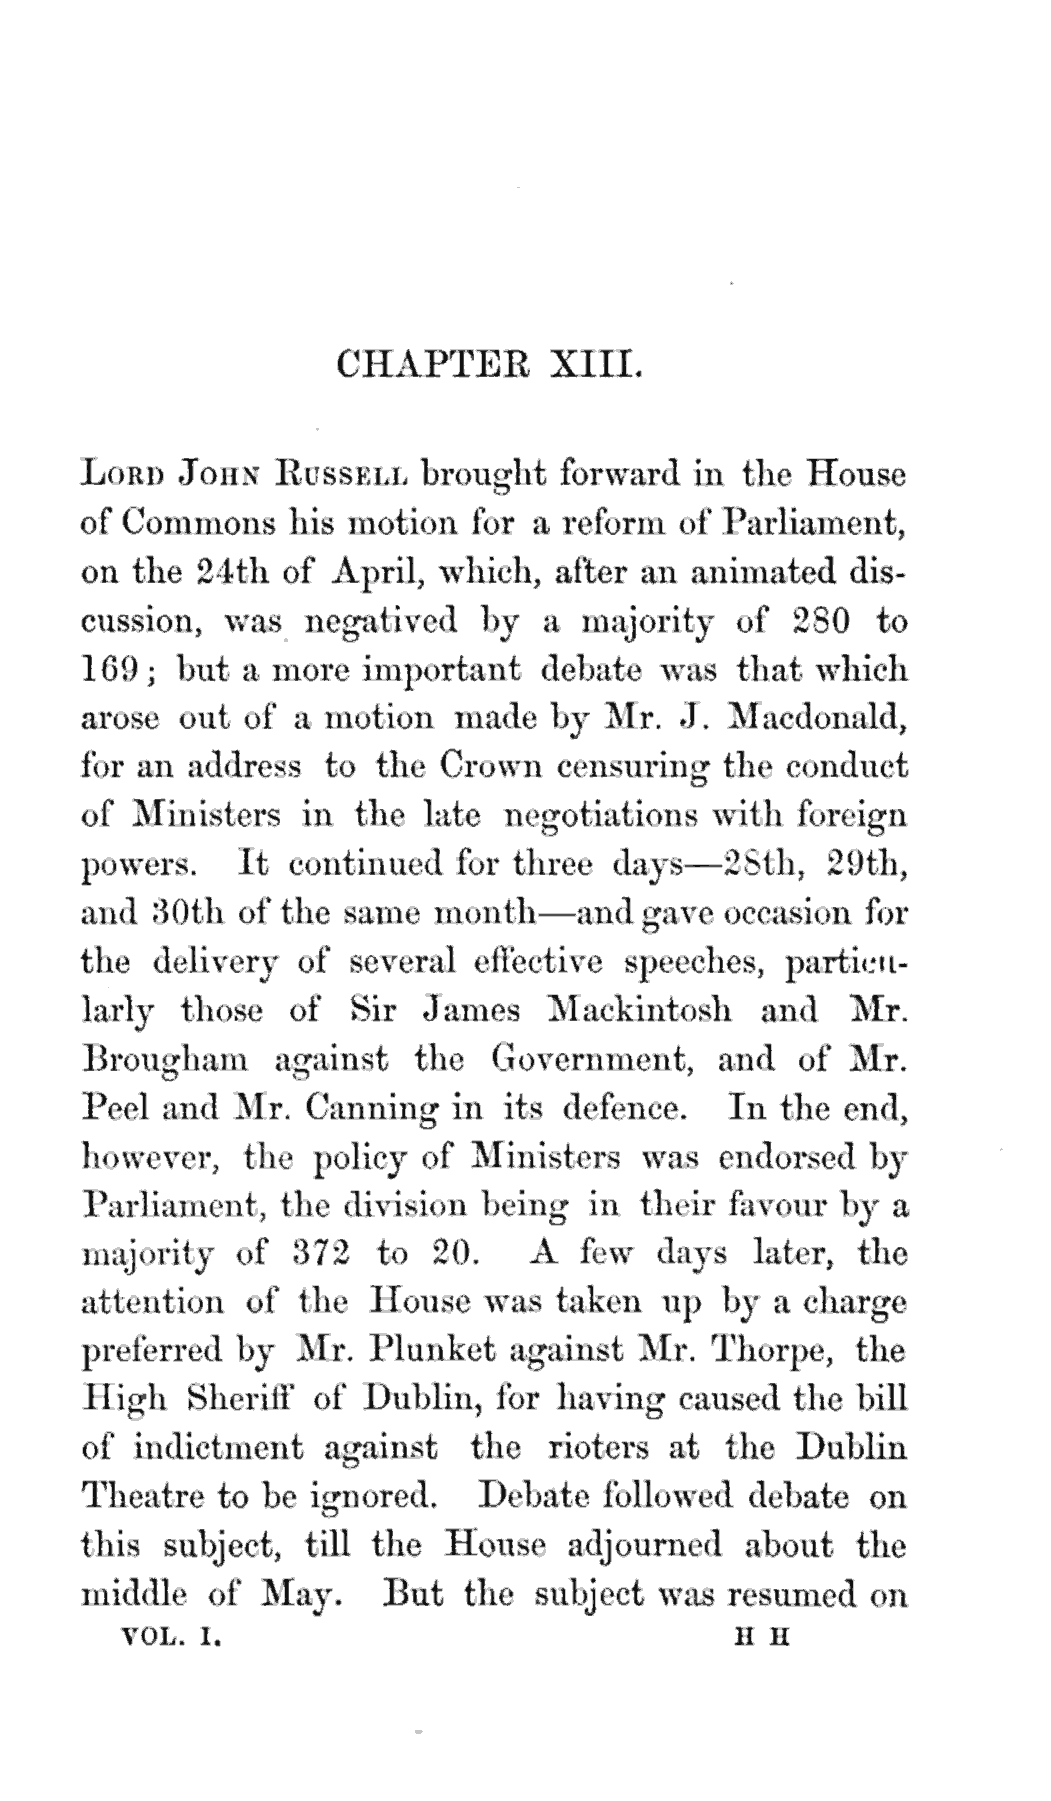 CHAPTER XIII.
LORD JOHN RUSSELL brought forward in the House
of Commons his motion for a reform of Parliament,
on the 24th of April, which, after an animated dis-
cussion, was negatived by a majority of 280 to
169; but a more important debate was that which
arose out of a motion made by Mr. J. Macdonald,
for an address to the Crown censuring the conduct
of Ministers in the late negotiations with foreign
powers. It continued for three days—28th, 29th,
and 30th of the same month—and gave occasion for
the delivery of several effective speeches, particu-
larly those of Sir James Mackintosh and Mr.
Brougham against the Government, and of Mr.
Peel and Mr. Canning in its defence. In the end,
however, the policy of Ministers was endorsed by
Parliament, the division being in their favour by a
majority of 372 to 20. A few days later, the
attention of the House was taken up by a charge
preferred by Mr. Plunket against Mr. Thorpe, the
High Sheriff of Dublin, for having caused the bill
of indictment against the rioters at the Dublin
Theatre to be ignored. Debate followed debate on
this subject, till the House adjourned about the
middle of May. But the subject was resumed on
VOL. I. H H